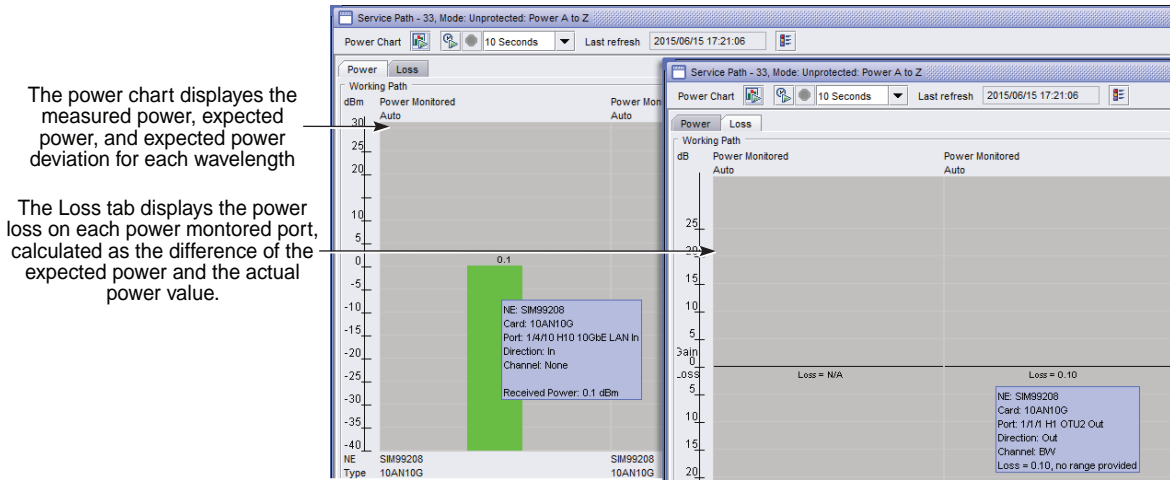 The power chart displayes the
measured power, expected
power, and expected power
deviation for each wavelength
The Loss tab displays the power
loss on each power montored port,
calculated as the difference of the
expected power and the actual
power value.
Service Path - 33, Mode: Unprotected: Power A to Z
Power Chart 10 Seconds Last refresh 2015/06/15 17:21:06
Power Loss
Working Path
dBm Power Monitored Power Mon
Auto Auto
30
25
20
10
5
0
-5
-10
-15
-20
-25
-30
-35
-40
0.1
NE: SIM99208
Card: 10AN10G
Port: 1/4/10 H10 10GbE LAN In
Direction: In
Channel: None
Received Power: 0.1 dBm
NE SIM99208 SIM99208
Type 10AN10G 10AN10G
Service Path - 33, Mode: Unprotected: Power A to Z
Power Chart 10 Seconds Last refresh 2015/06/15 17:21:06
Power Loss
Working Path
dB Power Monitored Power Monitored
Auto Auto
25
20
15
10
5
0
5
10
15
20
Loss = N/A Loss = 0.10
NE: SIM99208
Card: 10AN10G
Port: 1/1/1 H1 OTU2 Out
Direction: Out
Channel: BW
Loss = 0.10, no range provided